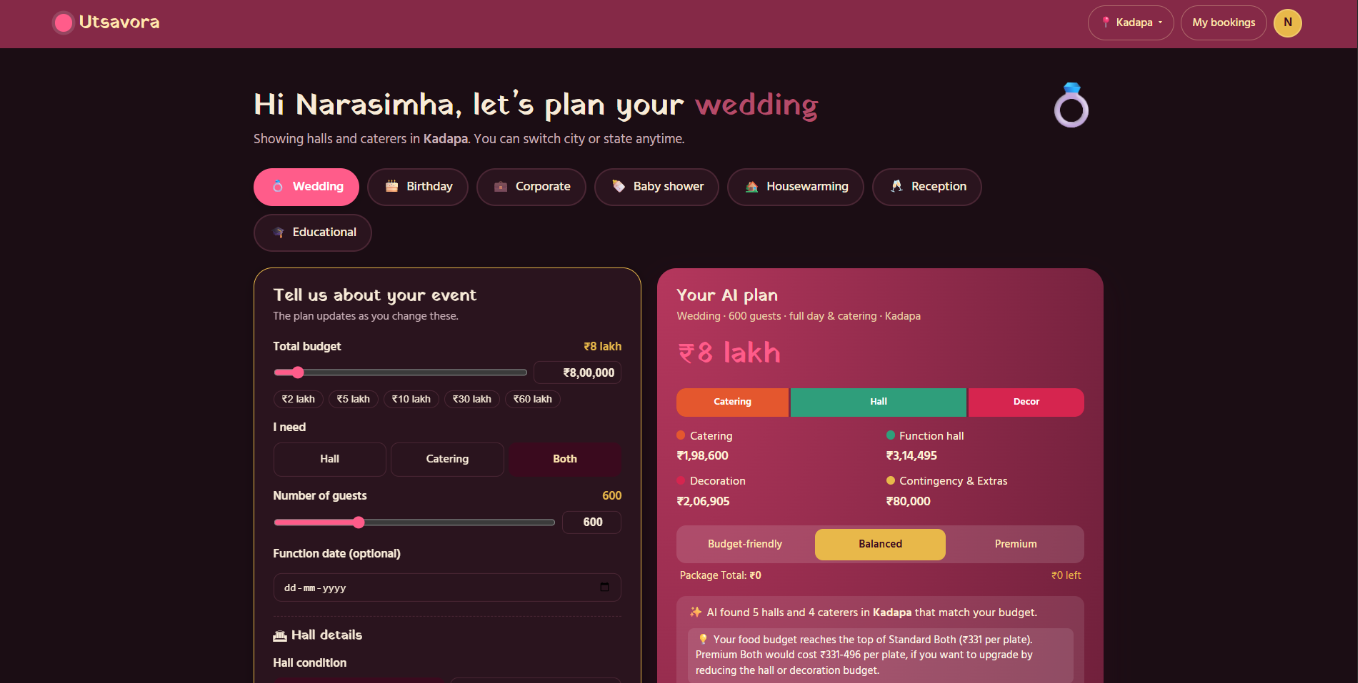 Utsavora
Kadapa
My bookings
N
Hi Narasimha, let's plan your wedding
Showing halls and caterers in Kadapa. You can switch city or state anytime.
Wedding
Birthday
Corporate
Baby shower
Housewarming
Reception
Educational
Tell us about your event
The plan updates as you change these.
Total budget
₹8 lakh
₹8,00,000
₹2 lakh
₹5 lakh
₹10 lakh
₹30 lakh
₹60 lakh
I need
Hall
Catering
Both
Number of guests
600
600
Function date (optional)
dd-mm-yyyy
Hall details
Hall condition
Your AI plan
Wedding · 600 guests · full day & catering · Kadapa
₹8 lakh
Catering
Hall
Decor
Catering
₹1,98,600
Function hall
₹3,14,495
Decoration
₹2,06,905
Contingency & Extras
₹80,000
Budget-friendly
Balanced
Premium
Package Total: ₹0
₹0 left
AI found 5 halls and 4 caterers in Kadapa that match your budget.
Your food budget reaches the top of Standard Both (₹331 per plate).
Premium Both would cost ₹331-496 per plate, if you want to upgrade by
reducing the hall or decoration budget.